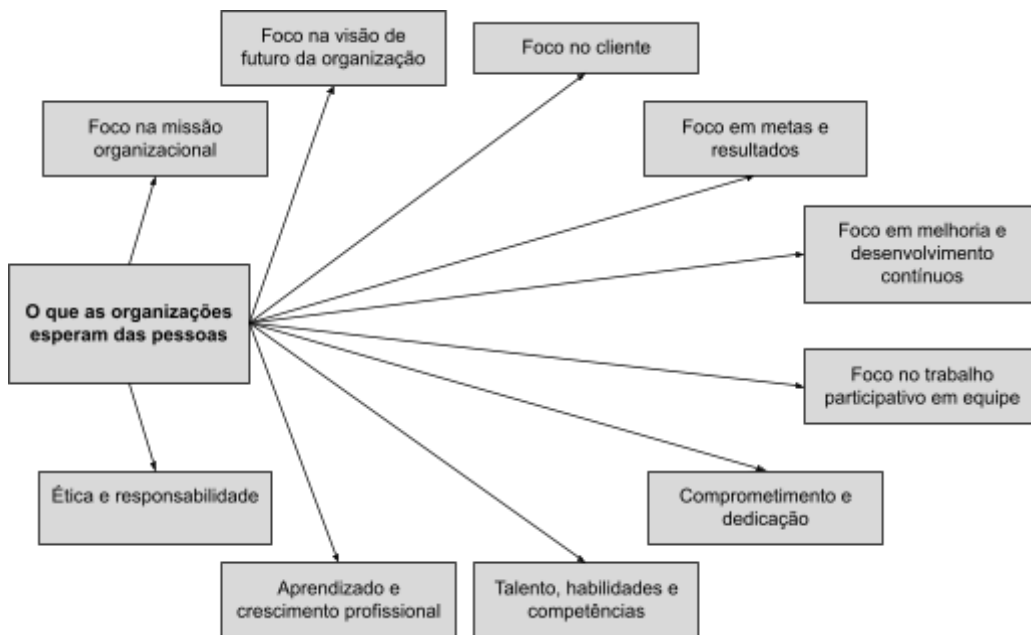 Foco na visão de
futuro da organização
Foco no cliente
Foco na missão
organizacional
Foco em metas e
resultados
Foco em melhoria e
desenvolvimento
contínuos
O que as organizações
esperam das pessoas
Foco no trabalho
participativo em equipe
Ética e responsabilidade
Comprometimento e
dedicação
Aprendizado e
crescimento profissional
Talento, habilidades e
competências